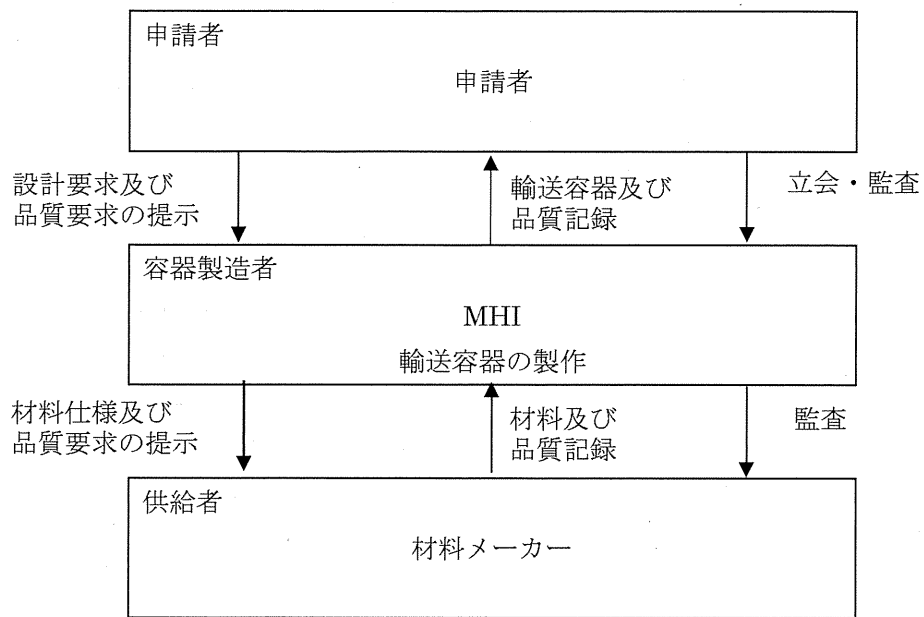 申請者
申請者
設計要求及び
品質要求の提示
輸送容器及び
品質記録
立会・監査
容器製造者
MHI
輸送容器の製作
材料仕様及び
品質要求の提示
材料及び
品質記録
監査
供給者
材料メーカー